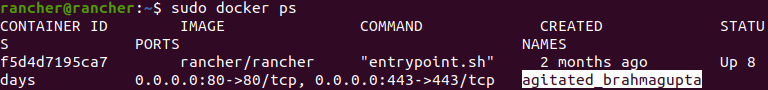 rancher@rancher:~$ sudo docker ps
CONTAINER ID        IMAGE               COMMAND             CREATED             STATU
S               PORTS                                      NAMES
f5d4d7195ca7        rancher/rancher     "entrypoint.sh"     2 months ago        Up 8
days            0.0.0.0:80->80/tcp, 0.0.0.0:443->443/tcp   agitated_brahmagupta